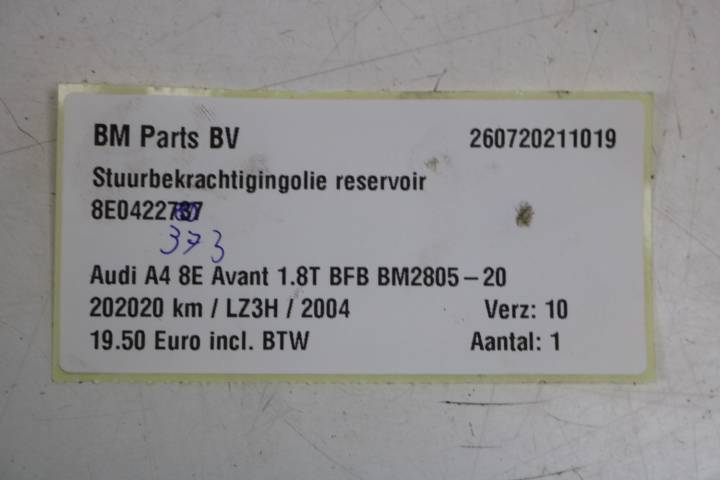 BM Parts BV 260720211019
Stuurbekrachtigingolie reservoir
8E0422737
373
Audi A4 8E Avant 1.8T BFB BM2805-20
202020 km / LZ3H / 2004 Verz: 10
19.50 Euro incl. BTW Aantal: 1